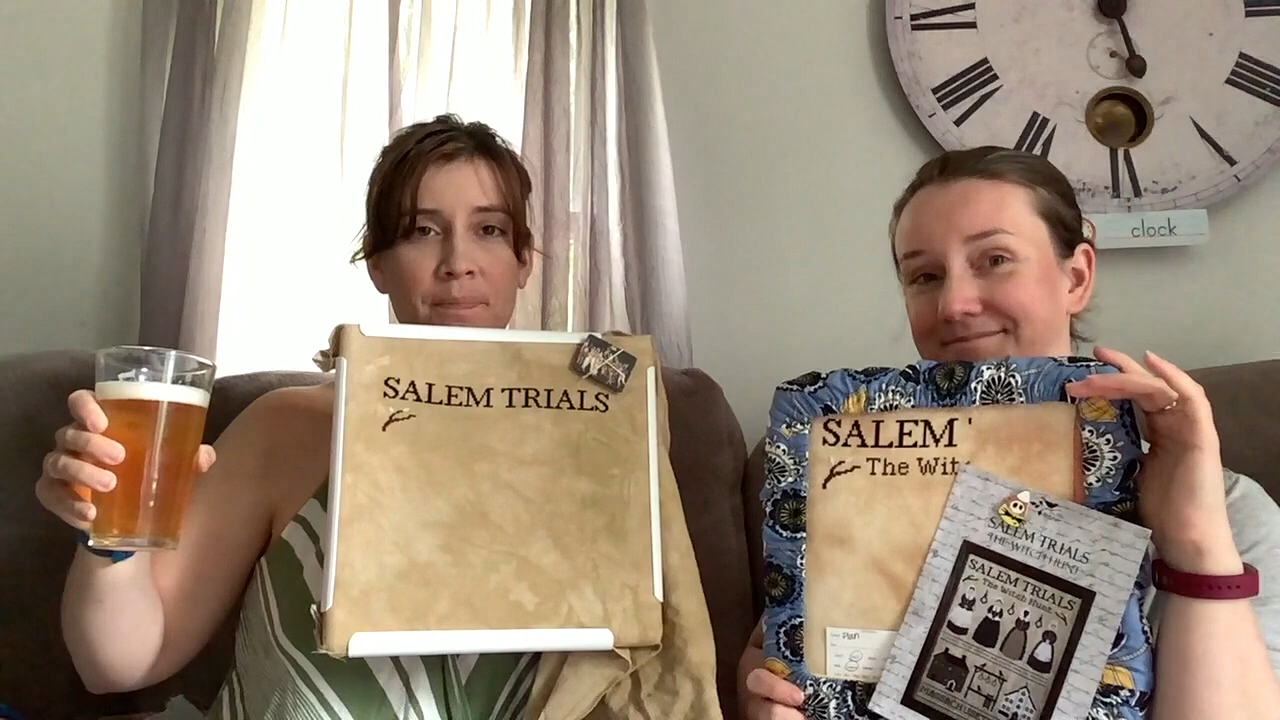 clock
SALEM TRIALS
SALEM
The Wit
SALEM TRIALS
THE WITCH HUNT
SALEM TRIALS
The Witch Hunt
Plan